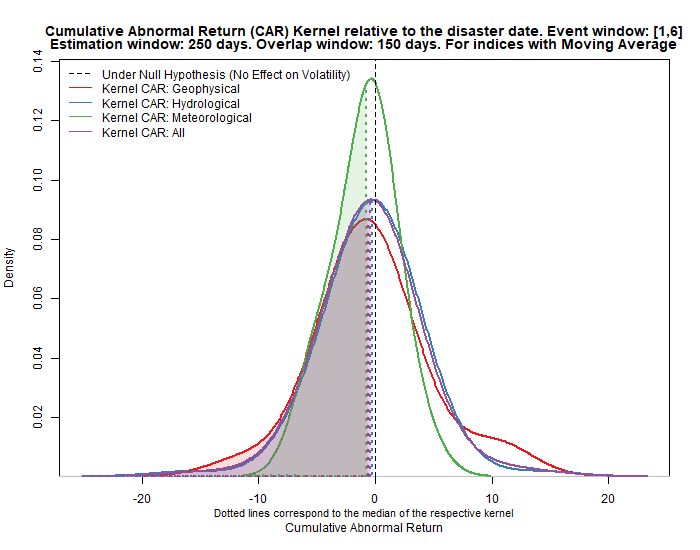 Cumulative Abnormal Return (CAR) Kernel relative to the disaster date. Event window: [1,6]
Estimation window: 250 days. Overlap window: 150 days. For indices with Moving Average
Under Null Hypothesis (No Effect on Volatility)
Kernel CAR: Geophysical
Kernel CAR: Hydrological
Kernel CAR: Meteorological
Kernel CAR: All
Density
0.14
0.12
0.10
0.08
0.06
0.04
0.02
-20 -10 0 10 20
Dotted lines correspond to the median of the respective kernel
Cumulative Abnormal Return